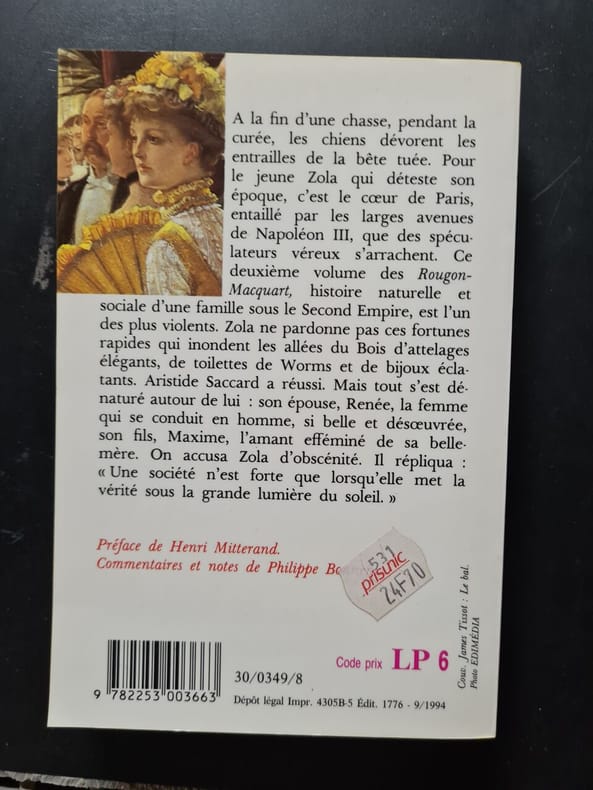 A la fin d'une chasse, pendant la
curée, les chiens dévorent les
entrailles de la bête tuée. Pour
le jeune Zola qui déteste son
époque, c'est le cœur de Paris,
entaillé par les larges avenues
de Napoléon III, que des spécu-
lateurs véreux s'arrachent. Ce
deuxième volume des Rougon-
Macquart, histoire naturelle et
sociale d'une famille sous le Second Empire, est l'un
des plus violents. Zola ne pardonne pas ces fortunes
rapides qui inondent les allées du Bois d'attelages
élégants, de toilettes de Worms et de bijoux écla-
tants. Aristide Saccard a réussi. Mais tout s'est dé-
naturé autour de lui : son épouse, Renée, la femme
qui se conduit en homme, si belle et désœuvrée,
son fils, Maxime, l'amant efféminé de sa belle-
mère. On accusa Zola d'obscénité. Il répliqua :
« Une société n'est forte que lorsqu'elle met la
vérité sous la grande lumière du soleil. »
Préface de Henri Mitterand.
Commentaires et notes de Philippe
531
prisunic
24F70
Code prix LP 6
30/0349/8
9 782253 003663
Dépôt légal Impr. 4305B-5 Édit. 1776 - 9/1994
Couv. James Tissot : Le bal.
Photo EDIMÉDIA